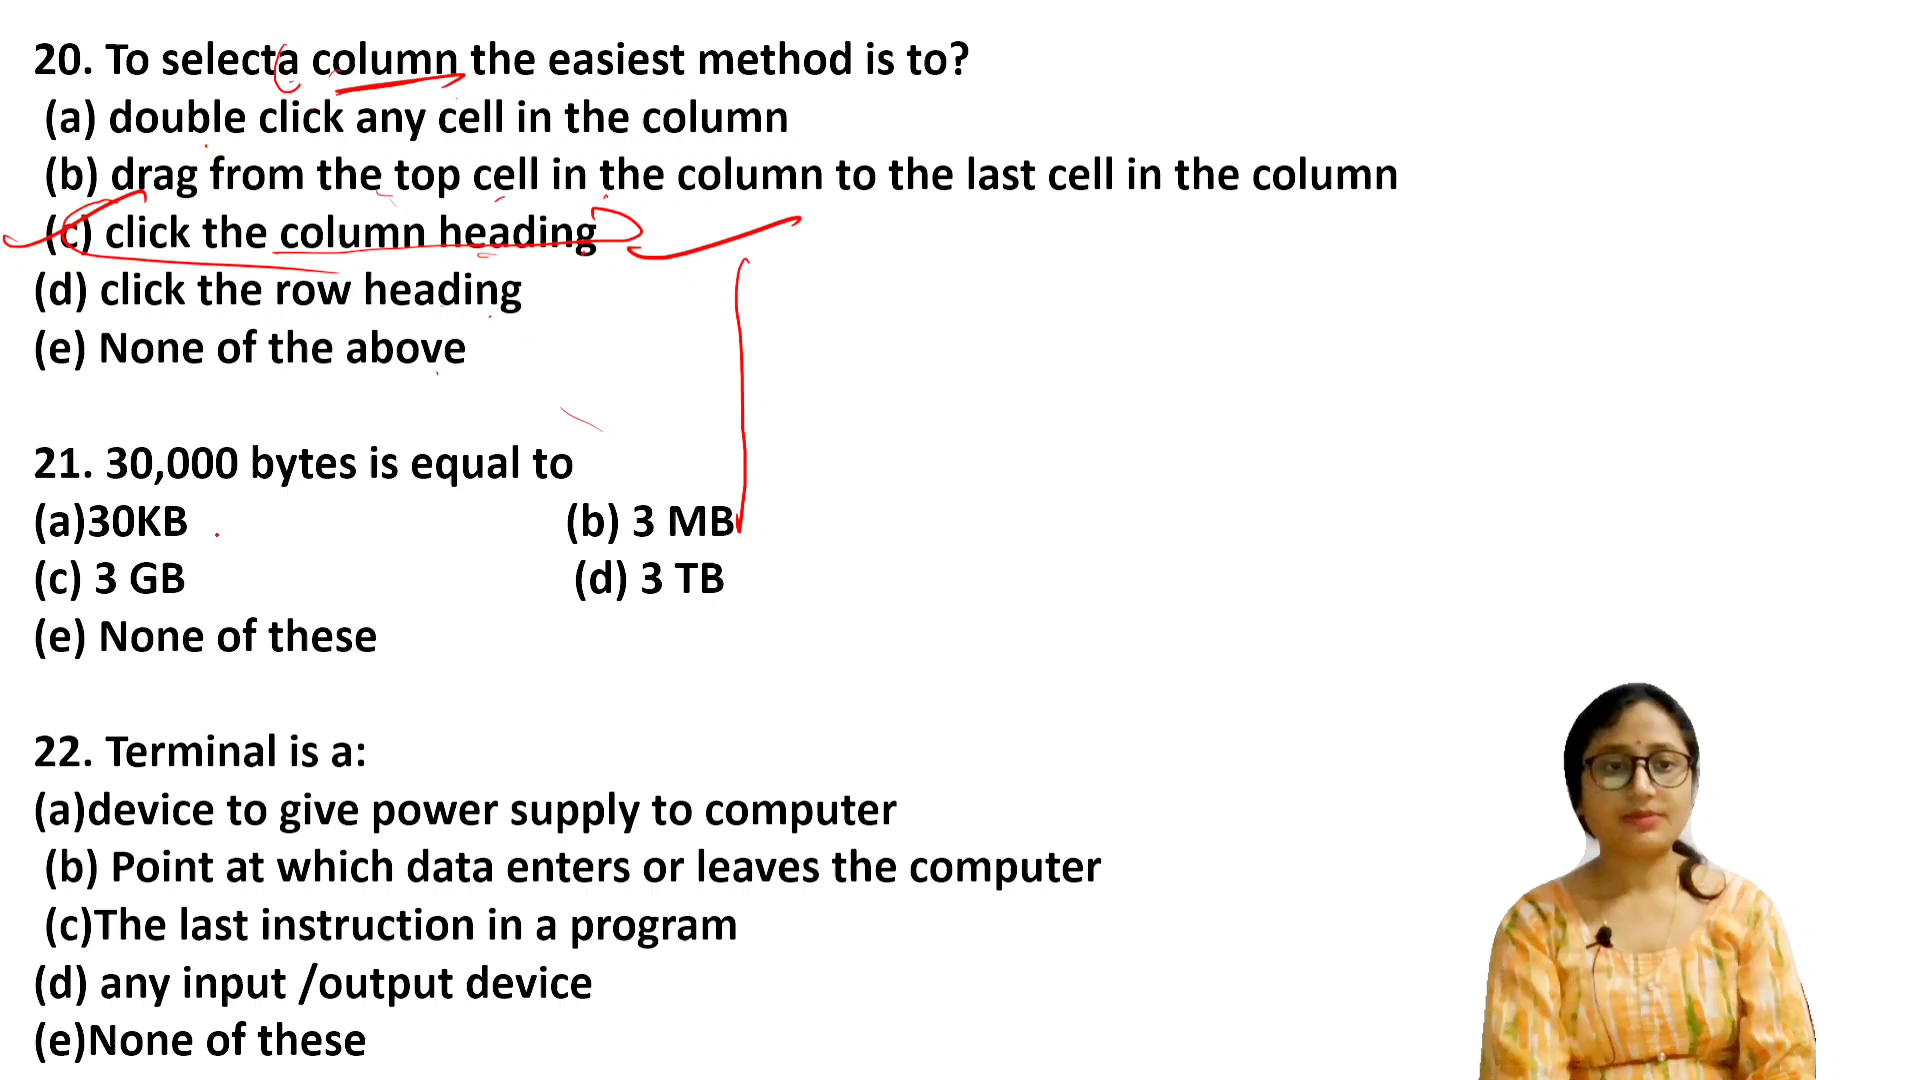 20. To selecta column the easiest method is to?
(a) double click any cell in the column
(b) drag from the top cell in the column to the last cell in the column
(c) click the column heading
(d) click the row heading
(e) None of the above
21. 30,000 bytes is equal to
(a)30KB (b) 3 MB
(c) 3 GB (d) 3 TB
(e) None of these
22. Terminal is a:
(a)device to give power supply to computer
(b) Point at which data enters or leaves the computer
(c)The last instruction in a program
(d) any input /output device
(e)None of these